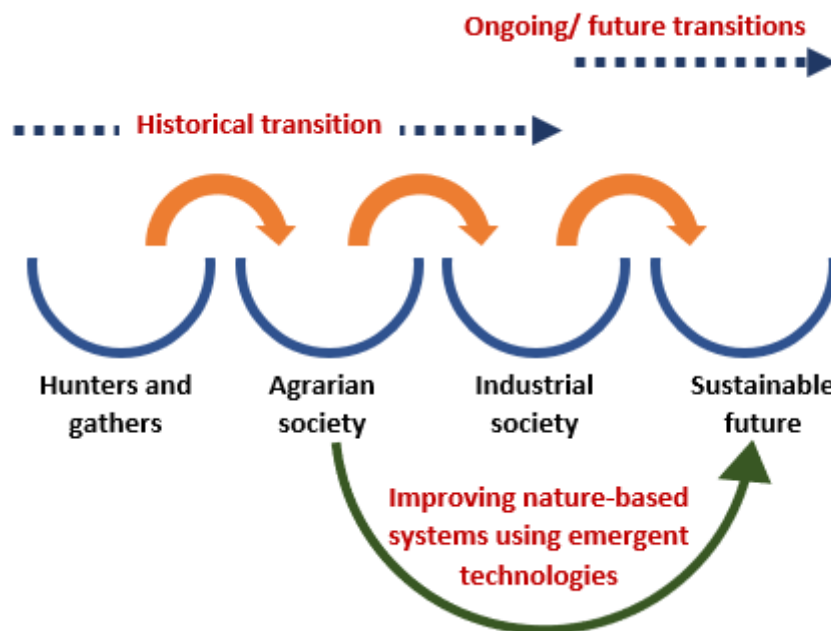 Ongoing/ future transitions
Historical transition
Hunters and
gathers
Agrarian
society
Industrial
society
Sustainable
future
Improving nature-based
systems using emergent
technologies